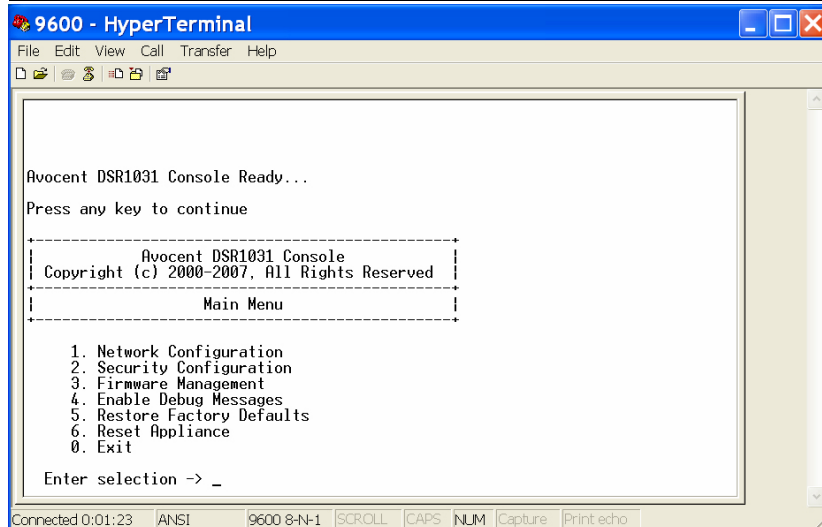 9600 - HyperTerminal
File Edit View Call Transfer Help
Avocent DSR1031 Console Ready...
Press any key to continue
Avocent DSR1031 Console
Copyright (c) 2000-2007, All Rights Reserved
Main Menu
1. Network Configuration
2. Security Configuration
3. Firmware Management
4. Enable Debug Messages
5. Restore Factory Defaults
6. Reset Appliance
0. Exit
Enter selection -> _
Connected 0:01:23 ANSI 9600 8-N-1 SCROLL CAPS NUM Capture Print echo